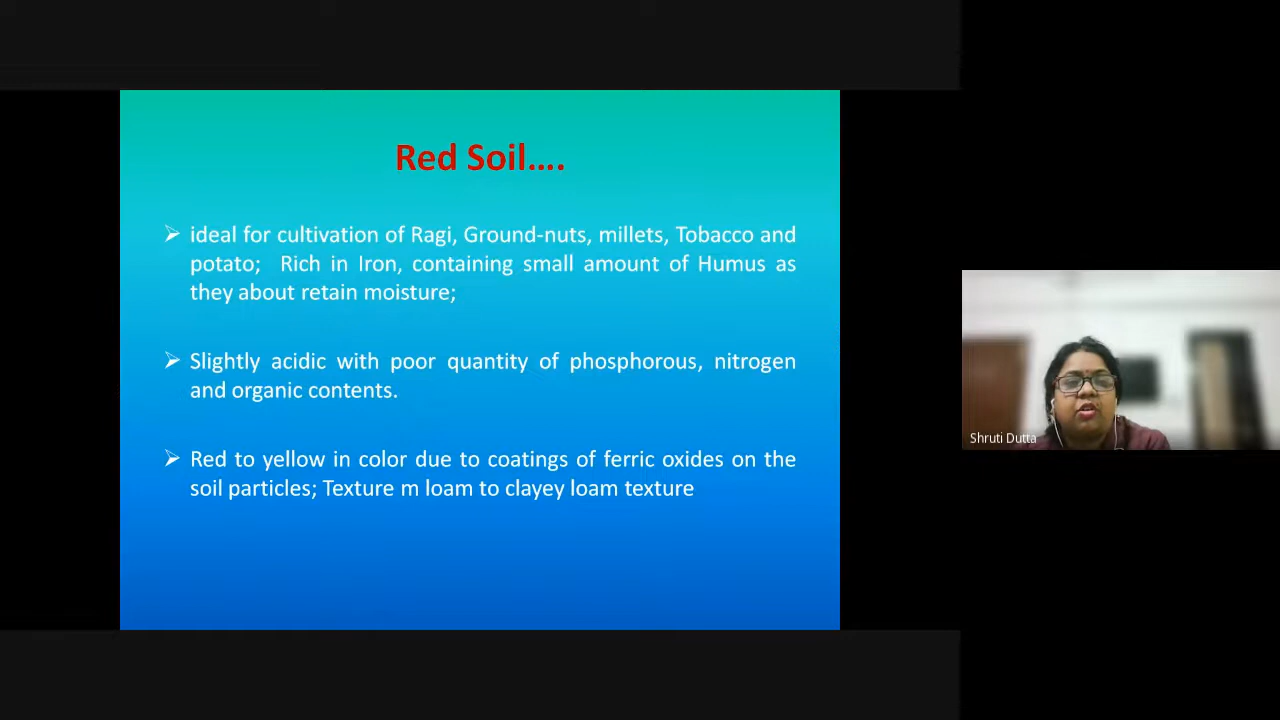 Red Soil....
ideal for cultivation of Ragi, Ground-nuts, millets, Tobacco and
potato; Rich in Iron, containing small amount of Humus as
they about retain moisture;
Slightly acidic with poor quantity of phosphorous, nitrogen
and organic contents.
Red to yellow in color due to coatings of ferric oxides on the
soil particles; Texture m loam to clayey loam texture
Shruti Dutta